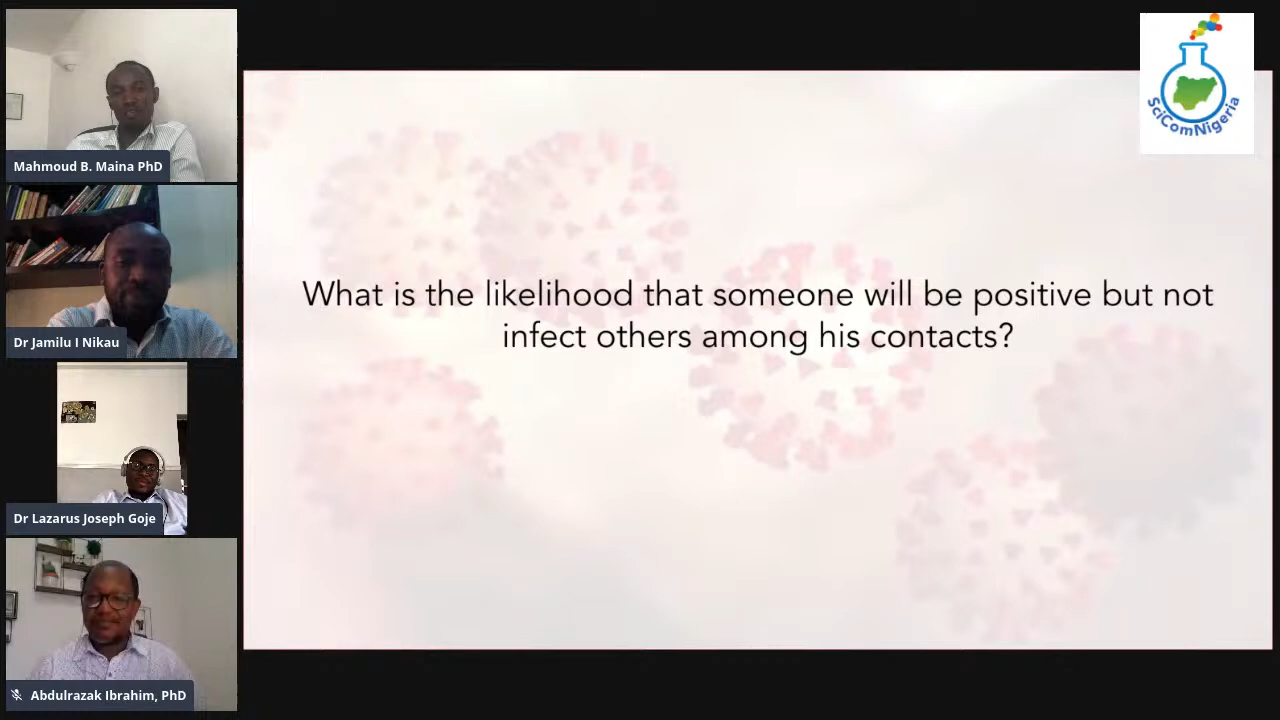 Mahmoud B. Maina PhD
Dr Jamilu I Nikau
Dr Lazarus Joseph Goje
Abdulrazak Ibrahim, PhD
What is the likelihood that someone will be positive but not
infect others among his contacts?
SciComNigeria